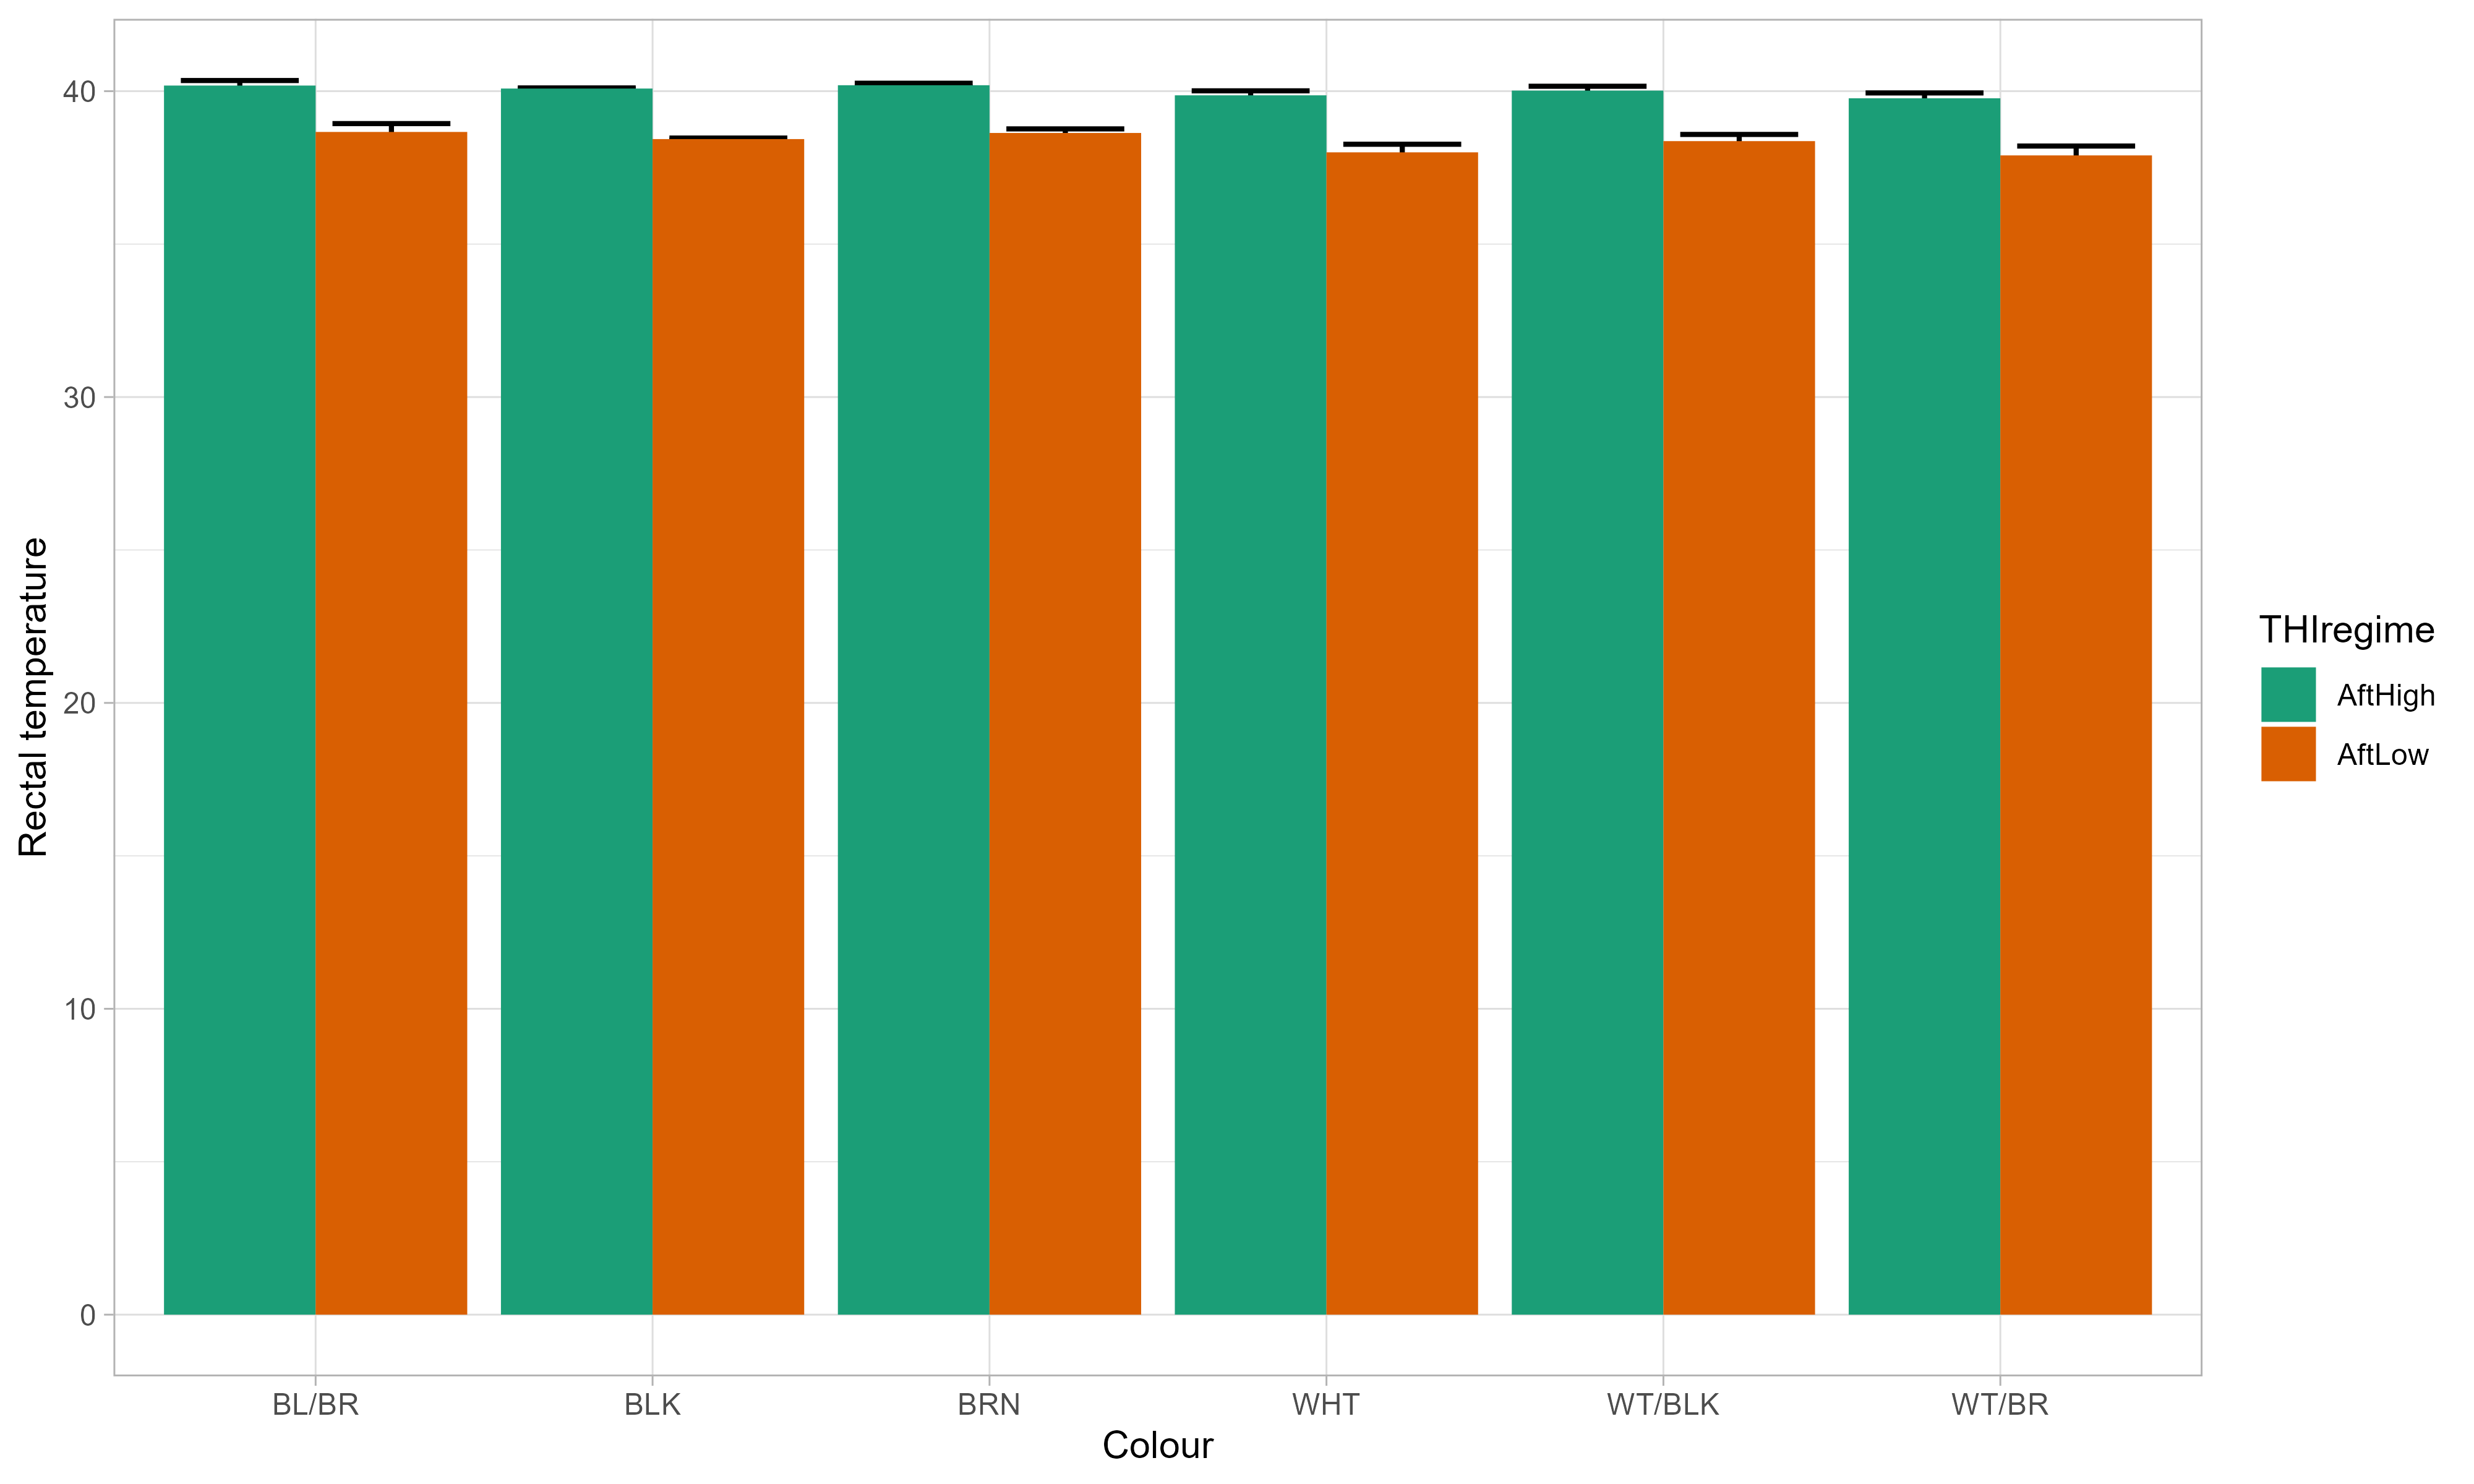 40
30
20
10
0
Rectal temperature
BL/BR
BLK
BRN
WHT
WT/BLK
WT/BR
Colour
THIregime
AftHigh
AftLow